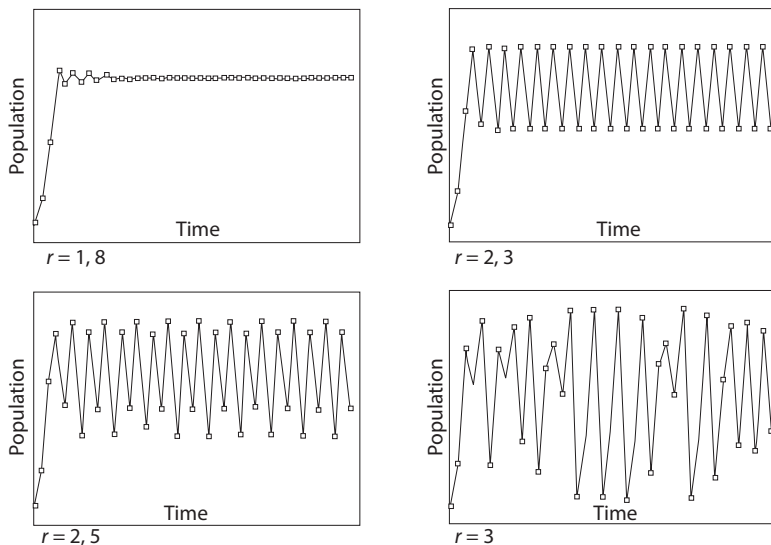 Population
Time
r = 1, 8
Population
Time
r = 2, 3
Population
Time
r = 2, 5
Population
Time
r = 3